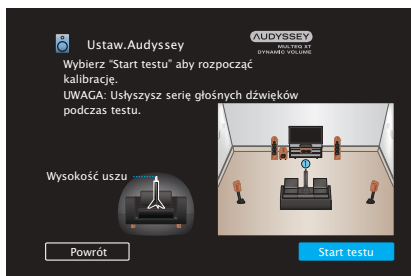 Ustaw.Audyssey
AUDYSSEY
MULTEQ XT
DYNAMIC VOLUME
Wybierz "Start testu" aby rozpocząć
kalibrację.
UWAGA: Usłyszysz serię głośnych dźwięków
podczas testu.
Wysokość uszu
Powrót
Start testu